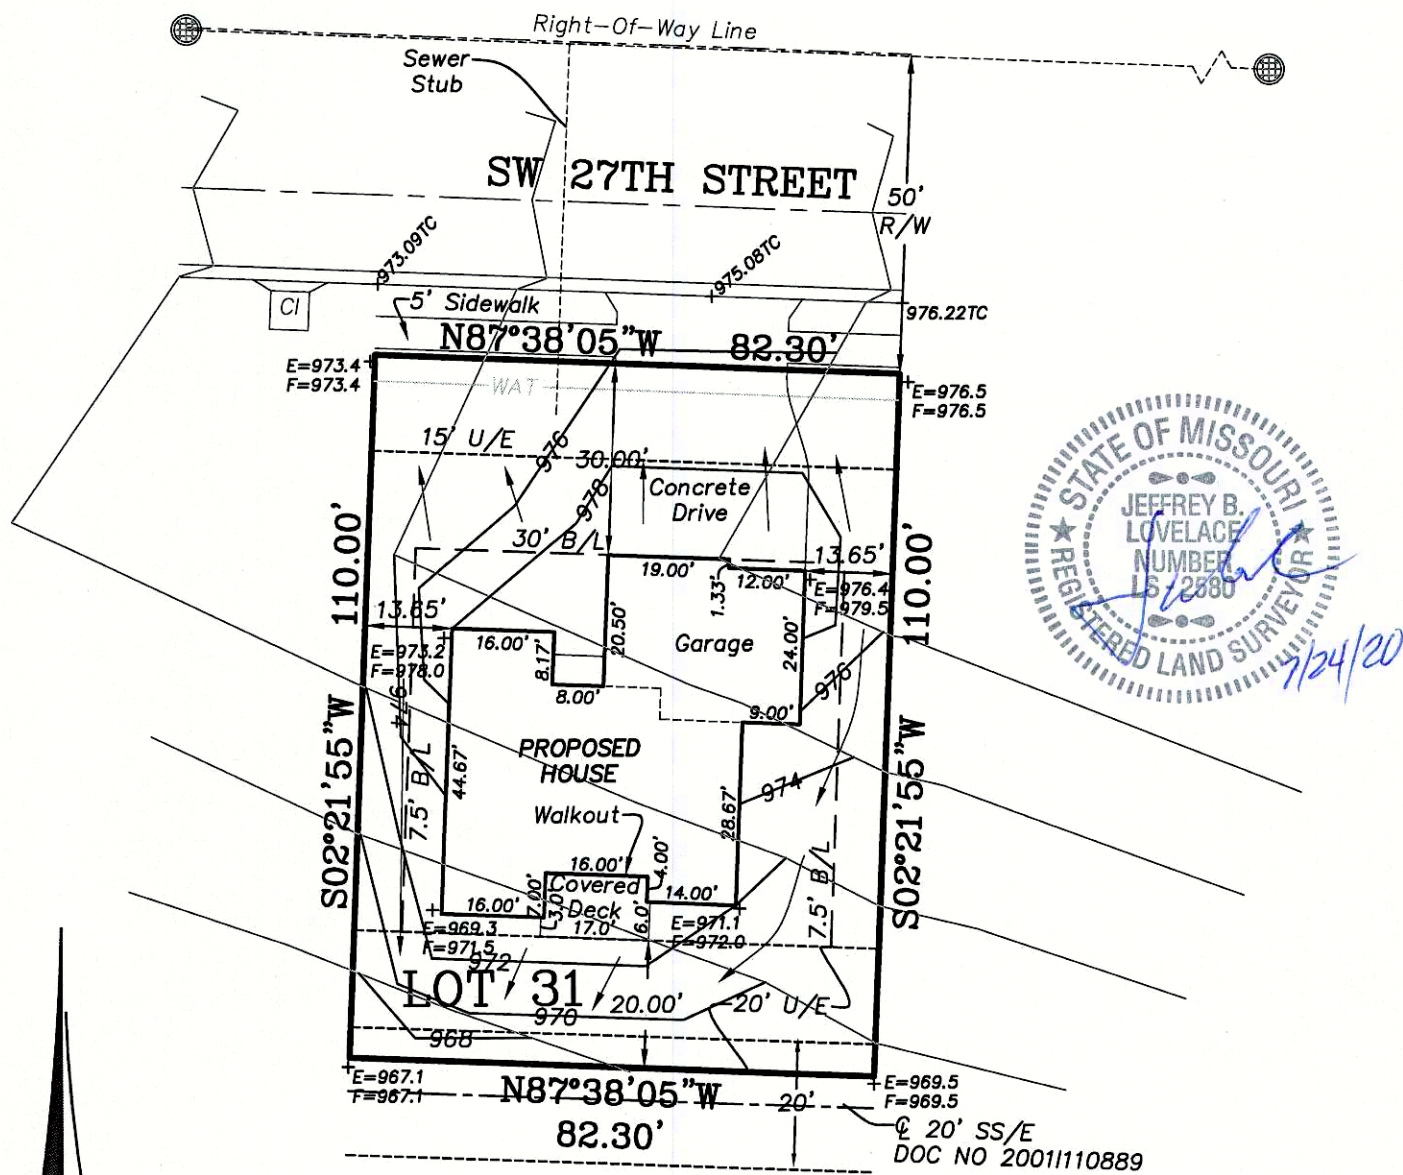 Right-Of-Way Line
Sewer
Stub
SW 27TH STREET
50'
R/W
973.09TC
975.08TC
CI
5' Sidewalk
976.22TC
N87°38'05"W 82.30'
E=973.4
F=973.4
WAT
E=976.5
F=976.5
15' U/E
976
30.00'
978
Concrete
Drive
30' B/L
110.00'
13.65'
110.00'
19.00'
1.33'
12.00'
E=976.4
F=979.5
13.65'
16.00'
20.50'
Garage
24.00'
E=973.2
F=978.0
8.17'
8.00'
976
974
9.00'
PROPOSED
HOUSE
44.67'
S02°21'55"W
7.5' B/L
974
28.67'
S02°21'55"W
Walkout
16.00'
4.00'
7.5' B/L
16.00'
7.00'
3.0'
Covered
Deck
17.0'
6.0'
14.00'
E=969.3
F=971.5
E=971.1
F=972.0
972
LOT 31
20.00'
20' U/E
970
968
E=967.1
F=967.1
N87°38'05"W
82.30'
20'
E=969.5
F=969.5
℄ 20' SS/E
DOC NO 2001I110889
STATE OF MISSOURI
JEFFREY B.
LOVELACE
NUMBER
LS-2580
REGISTERED LAND SURVEYOR
7/24/20